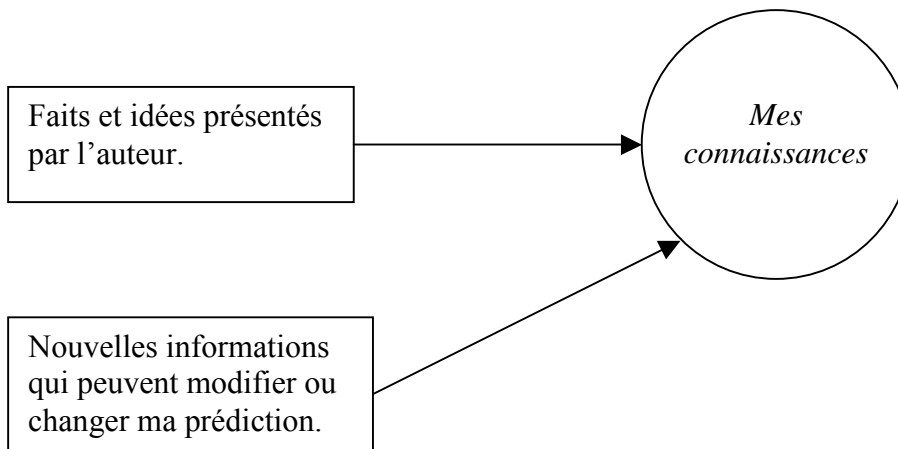 Faits et idées présentés
par l’auteur.
Mes
connaissances
Nouvelles informations
qui peuvent modifier ou
changer ma prédiction.